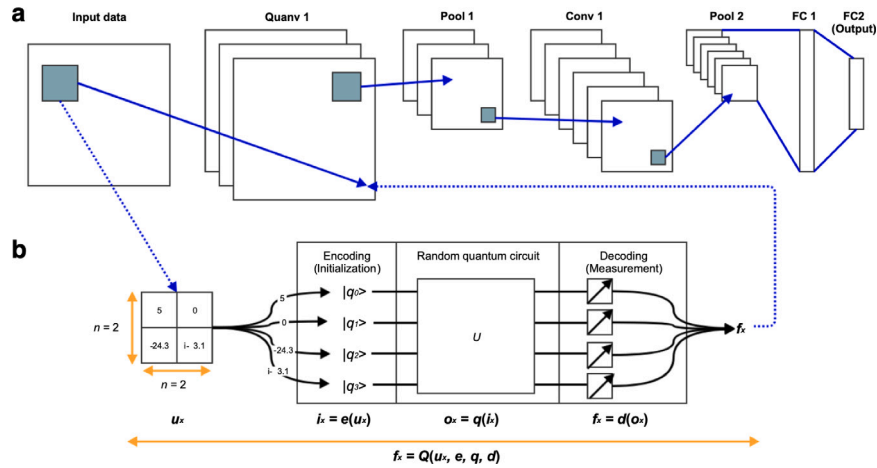 a
Input data
Quanv 1
Pool 1
Conv 1
Pool 2
FC 1
FC2
(Output)
b
Encoding
(Initialization)
Random quantum circuit
Decoding
(Measurement)
n = 2
5
0
-24.3
i- 3.1
n = 2
5
0
-24.3
i- 3.1
|q₀>
|q₁>
|q₂>
|q₃>
U
fₓ
uₓ
iₓ = e(uₓ)
oₓ = q(iₓ)
fₓ = d(oₓ)
fₓ = Q(uₓ, e, q, d)